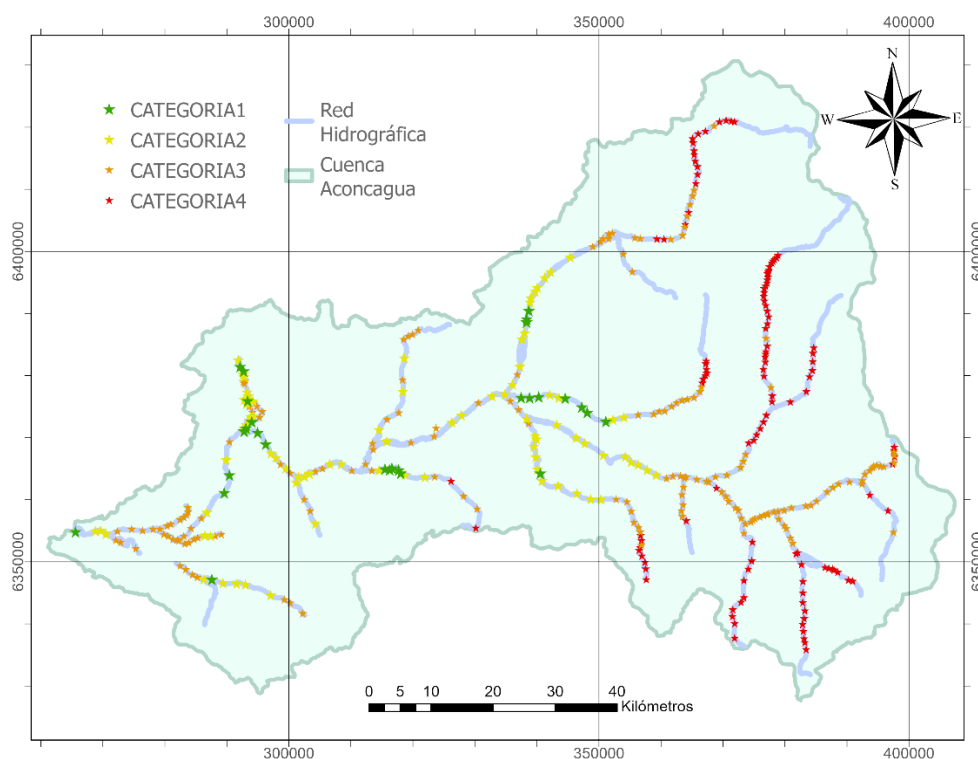 300000 350000 400000
N
W E
S
CATEGORIA1
CATEGORIA2
CATEGORIA3
CATEGORIA4
Red
Hidrográfica
Cuenca
Aconcagua
6400000 6400000
6350000 6350000
0 5 10 20 30 40
Kilómetros
300000 350000 400000